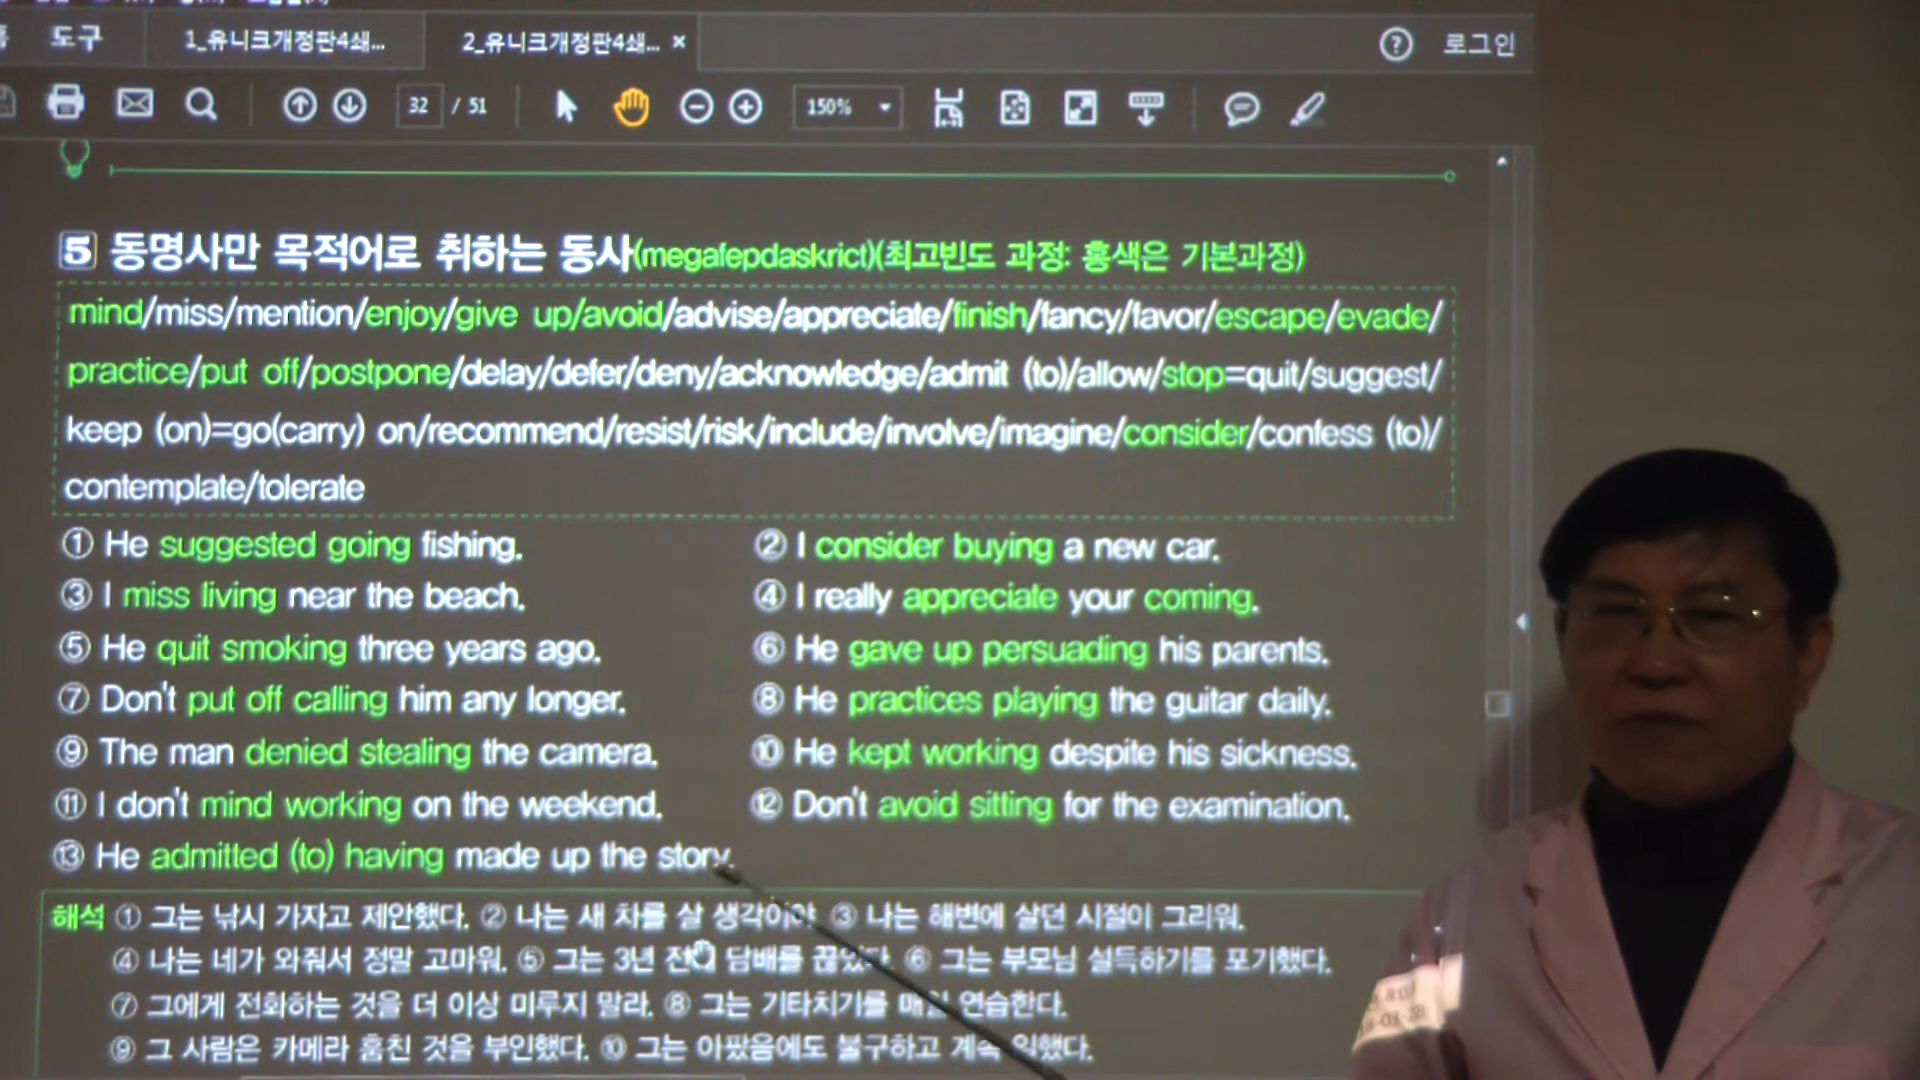 도구 1_유니크개정판4쇄... 2_유니크개정판4쇄... × ? 로그인
32 / 51 150%
5 동명사만 목적어로 취하는 동사(megafepdaskrict)(최고빈도 과정: 홍색은 기본과정)
mind/miss/mention/enjoy/give up/avoid/advise/appreciate/finish/fancy/favor/escape/evade/
practice/put off/postpone/delay/defer/deny/acknowledge/admit (to)/allow/stop=quit/suggest/
keep (on)=go(carry) on/recommend/resist/risk/include/involve/imagine/consider/confess (to)/
contemplate/tolerate
① He suggested going fishing. ② I consider buying a new car.
③ I miss living near the beach. ④ I really appreciate your coming.
⑤ He quit smoking three years ago. ⑥ He gave up persuading his parents.
⑦ Don't put off calling him any longer. ⑧ He practices playing the guitar daily.
⑨ The man denied stealing the camera. ⑩ He kept working despite his sickness.
⑪ I don't mind working on the weekend. ⑫ Don't avoid sitting for the examination.
⑬ He admitted (to) having made up the story.
해석 ① 그는 낚시 가자고 제안했다. ② 나는 새 차를 살 생각이야 ③ 나는 해변에 살던 시절이 그리워.
④ 나는 네가 와줘서 정말 고마워. ⑤ 그는 3년 전에 담배를 끊었다. ⑥ 그는 부모님 설득하기를 포기했다.
⑦ 그에게 전화하는 것을 더 이상 미루지 말라. ⑧ 그는 기타치기를 매일 연습한다.
⑨ 그 사람은 카메라 훔친 것을 부인했다. ⑩ 그는 아팠음에도 불구하고 계속 일했다.